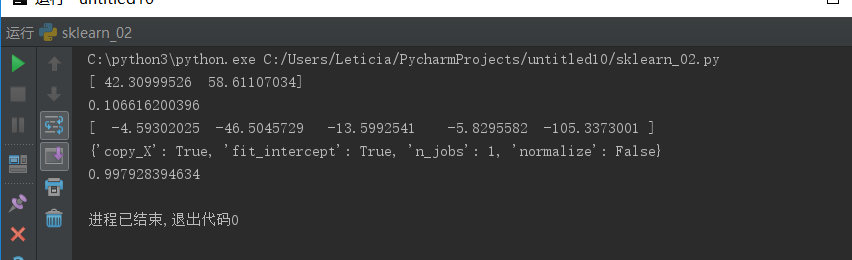 运行 - untitled10
运行 sklearn_02
C:\python3\python.exe C:/Users/Leticia/PycharmProjects/untitled10/sklearn_02.py
[ 42.30999526  58.61107034]
0.106616200396
[  -4.59302025  -46.5045729   -13.5992541    -5.8295582  -105.3373001 ]
{'copy_X': True, 'fit_intercept': True, 'n_jobs': 1, 'normalize': False}
0.997928394634
进程已结束,退出代码0